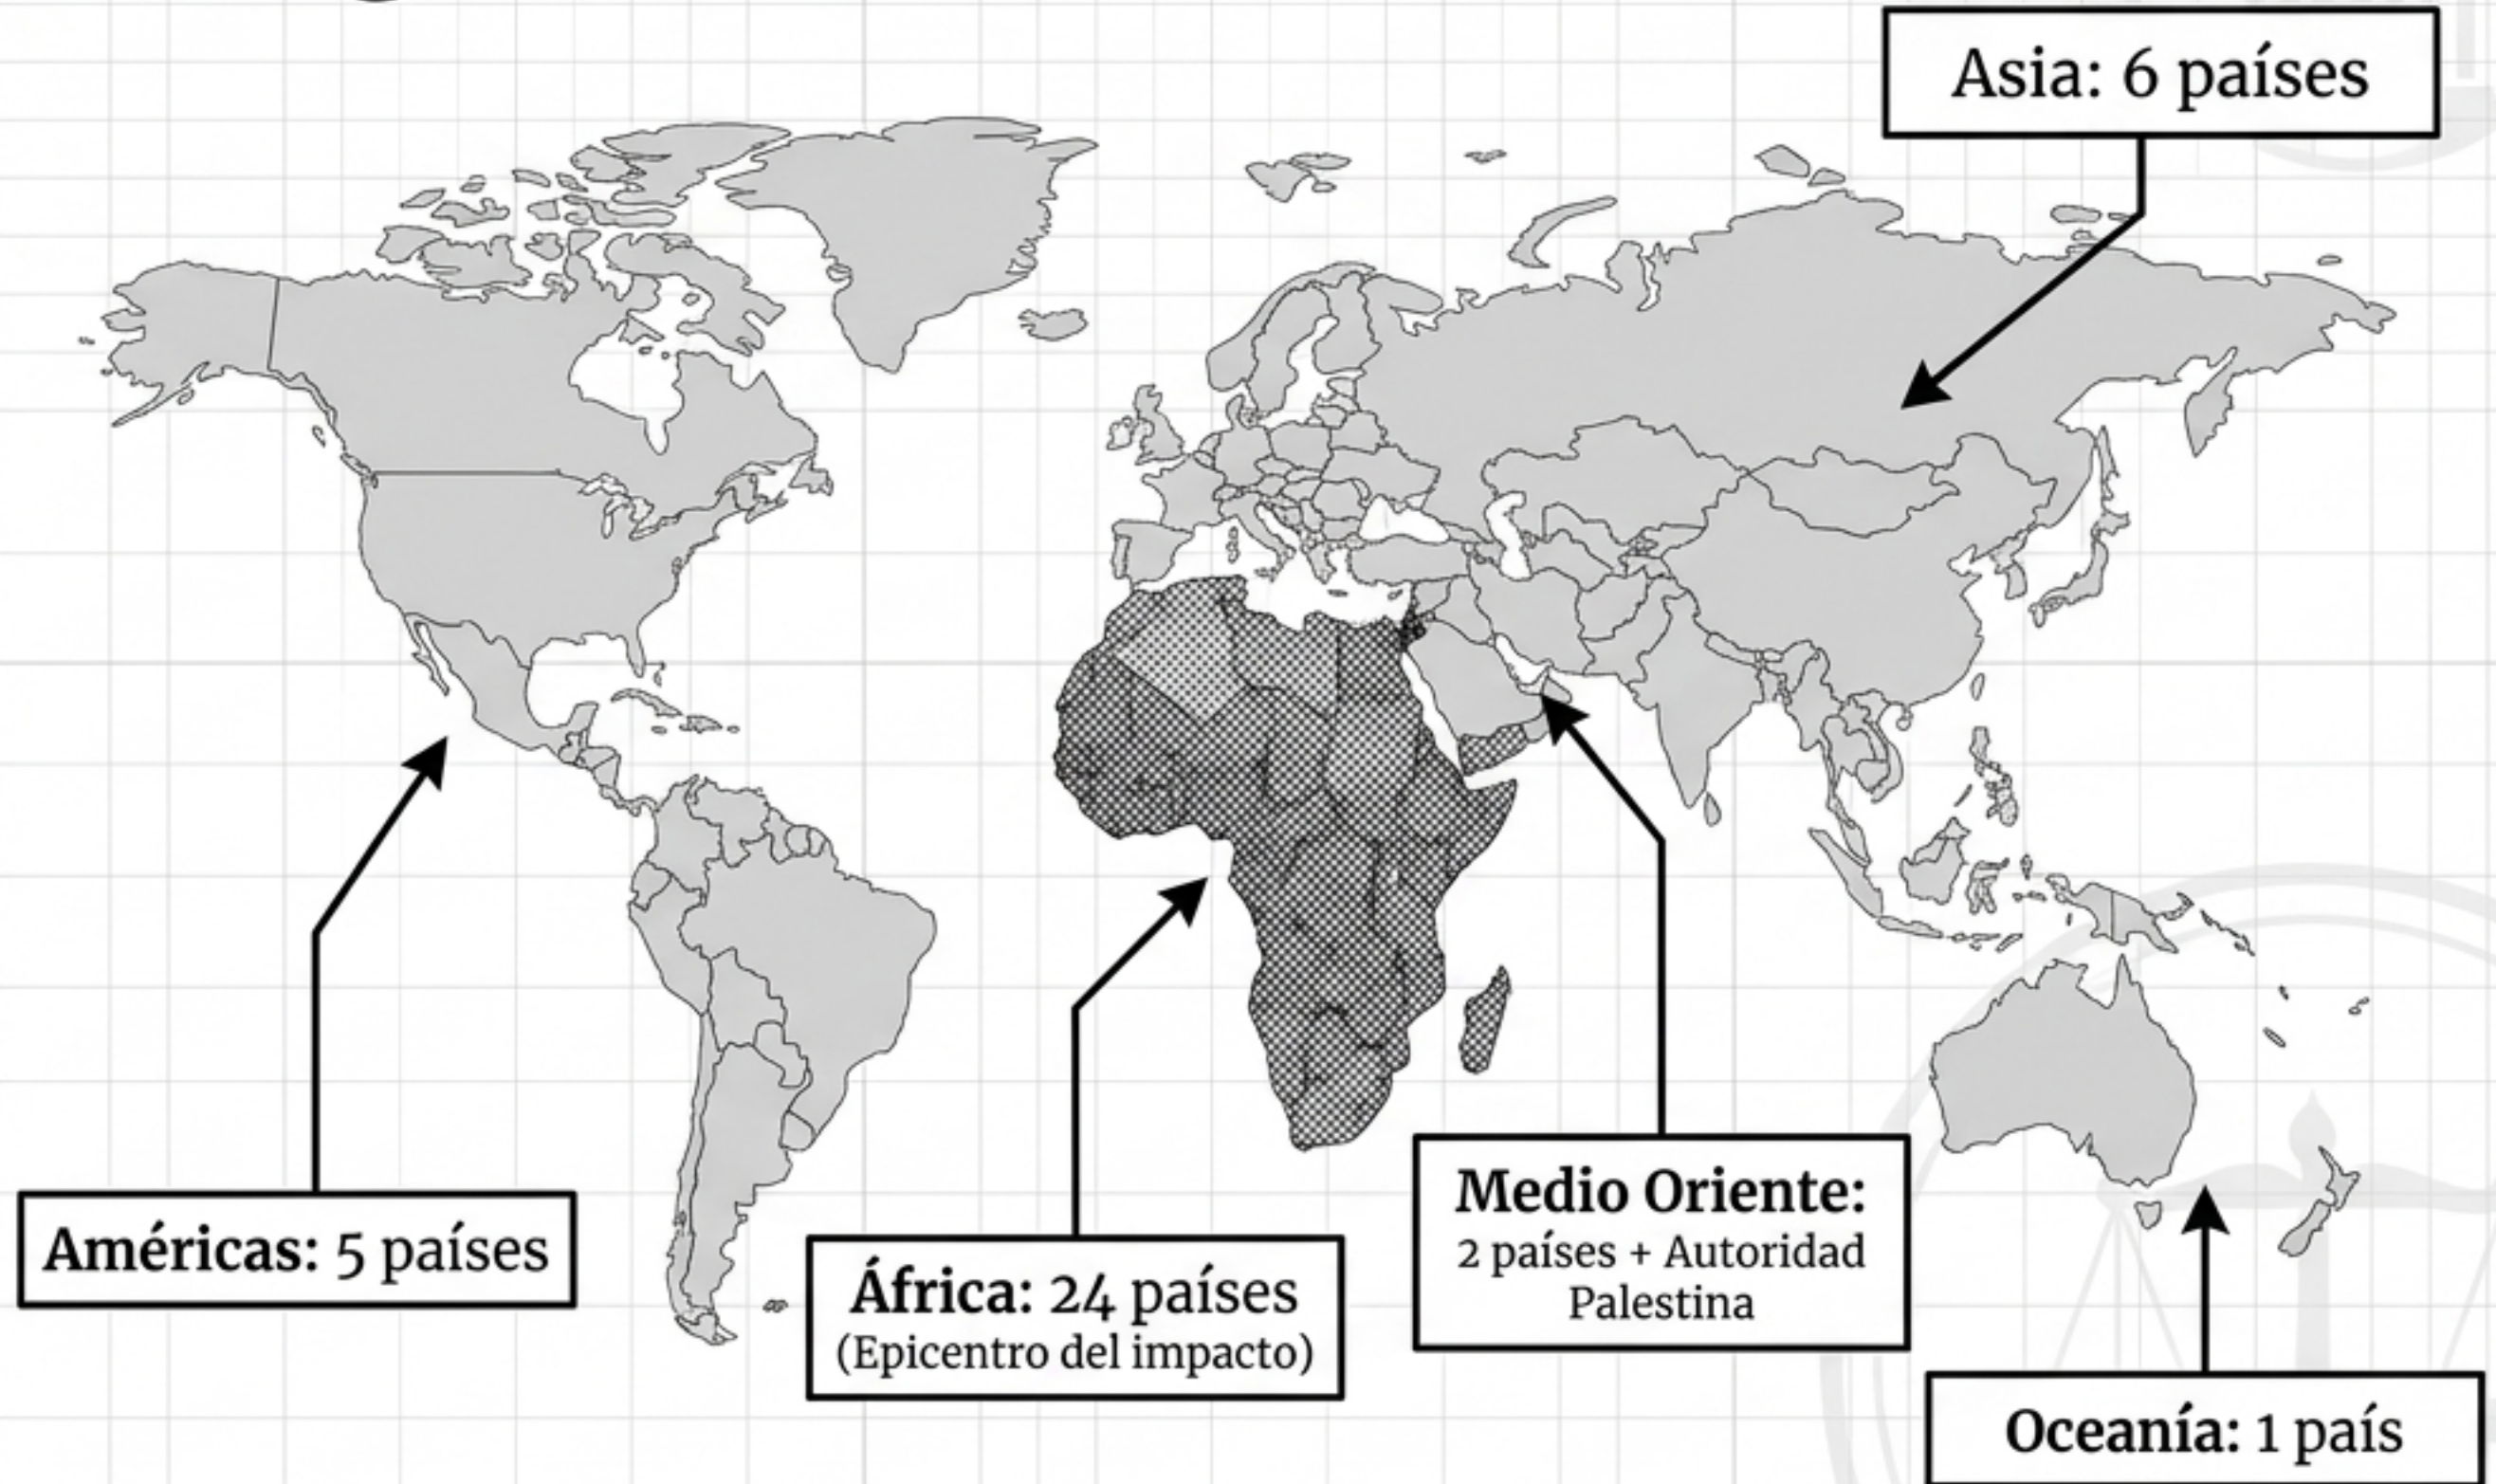 Asia: 6 países
Américas: 5 países
África: 24 países
(Epicentro del impacto)
Medio Oriente:
2 países + Autoridad
Palestina
Oceanía: 1 país